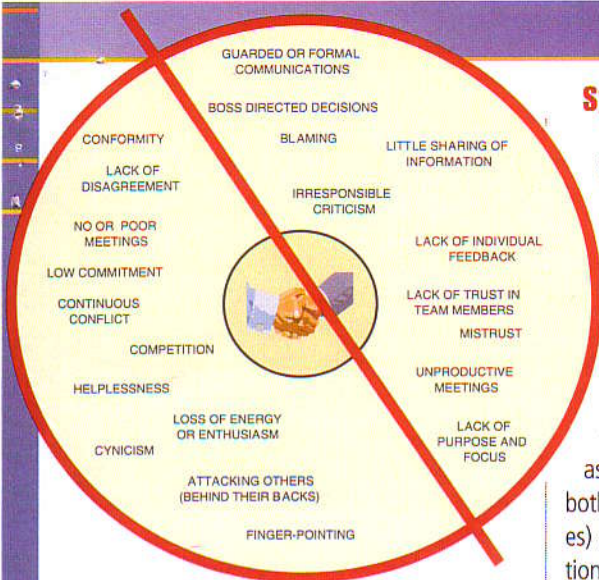 GUARDED OR FORMAL
COMMUNICATIONS
BOSS DIRECTED DECISIONS
CONFORMITY
BLAMING
LITTLE SHARING OF
INFORMATION
LACK OF
DISAGREEMENT
IRRESPONSIBLE
CRITICISM
NO OR POOR
MEETINGS
LACK OF INDIVIDUAL
FEEDBACK
LOW COMMITMENT
CONTINUOUS
CONFLICT
LACK OF TRUST IN
TEAM MEMBERS
MISTRUST
COMPETITION
UNPRODUCTIVE
MEETINGS
HELPLESSNESS
LOSS OF ENERGY
OR ENTHUSIASM
LACK OF
PURPOSE AND
FOCUS
CYNICISM
ATTACKING OTHERS
(BEHIND THEIR BACKS)
FINGER-POINTING
S
as
both
es)
tion